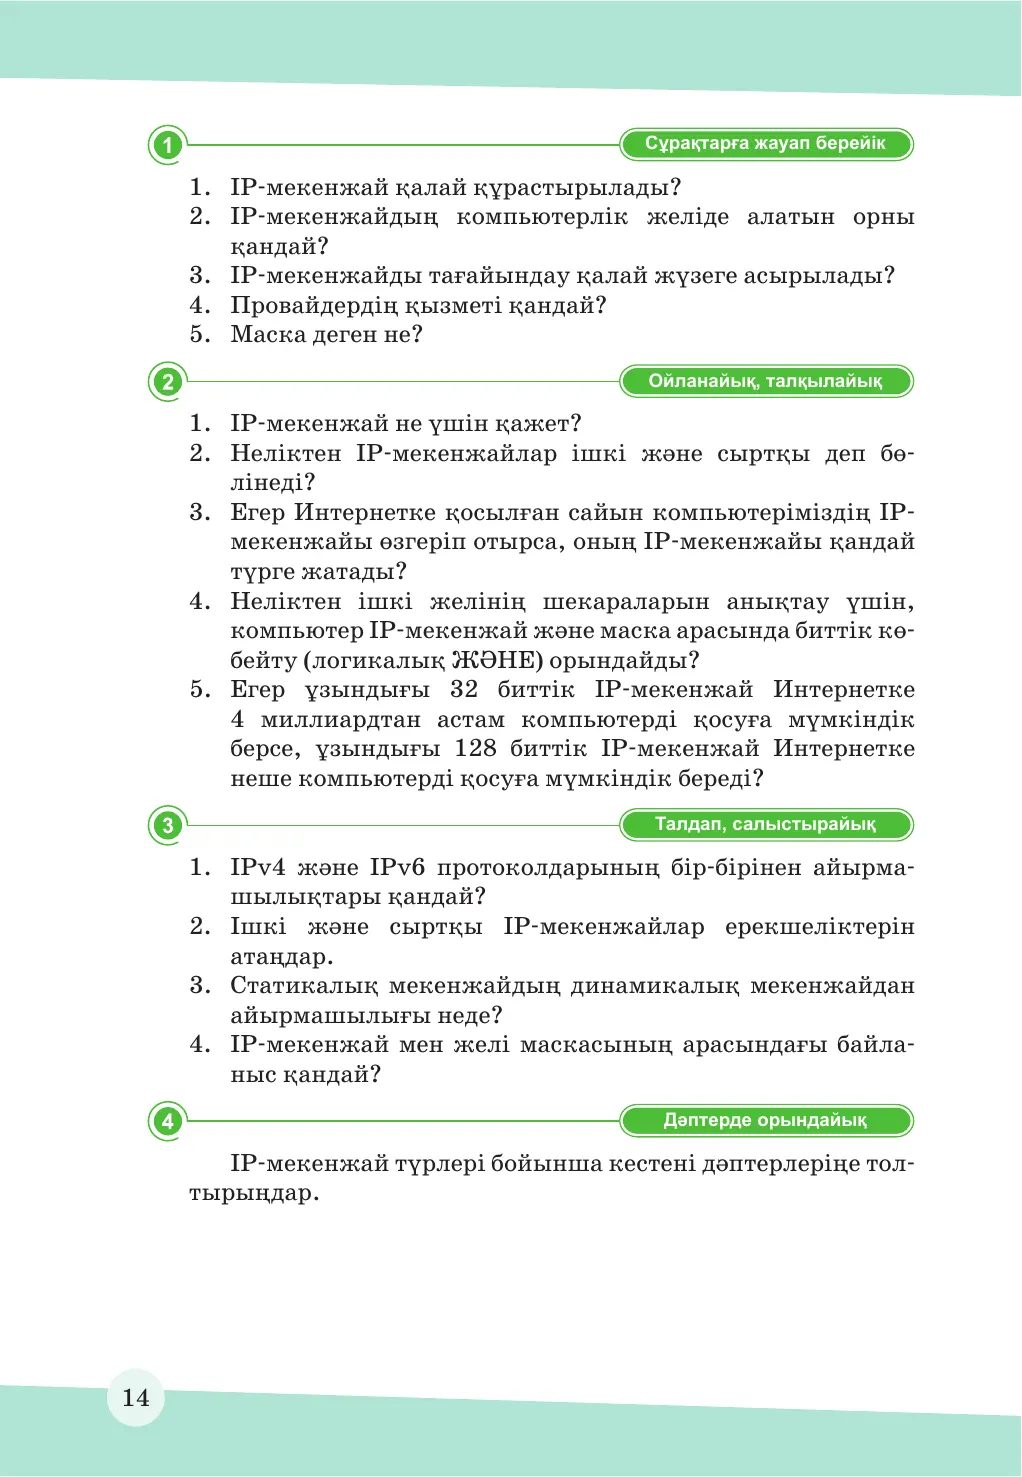 1
Сұрақтарға жауап берейік
1. IP-мекенжай қалай құрастырылады?
2. IP-мекенжайдың компьютерлік желіде алатын орны
қандай?
3. IP-мекенжайды тағайындау қалай жүзеге асырылады?
4. Провайдердің қызметі қандай?
5. Маска деген не?
2
Ойланайық, талқылайық
1. IP-мекенжай не үшін қажет?
2. Неліктен IP-мекенжайлар ішкі және сыртқы деп бө-
лінеді?
3. Егер Интернетке қосылған сайын компьютеріміздің IP-
мекенжайы өзгеріп отырса, оның IP-мекенжайы қандай
түрге жатады?
4. Неліктен ішкі желінің шекараларын анықтау үшін,
компьютер IP-мекенжай және маска арасында биттік кө-
бейту (логикалық ЖӘНЕ) орындайды?
5. Егер ұзындығы 32 биттік IP-мекенжай Интернетке
4 миллиардтан астам компьютерді қосуға мүмкіндік
берсе, ұзындығы 128 биттік IP-мекенжай Интернетке
неше компьютерді қосуға мүмкіндік береді?
3
Талдап, салыстырайық
1. IPv4 және IPv6 протоколдарының бір-бірінен айырма-
шылықтары қандай?
2. Ішкі және сыртқы IP-мекенжайлар ерекшеліктерін
атаңдар.
3. Статикалық мекенжайдың динамикалық мекенжайдан
айырмашылығы неде?
4. IP-мекенжай мен желі маскасының арасындағы байла-
ныс қандай?
4
Дәптерде орындайық
IP-мекенжай түрлері бойынша кестені дәптерлеріңе тол-
тырыңдар.
14